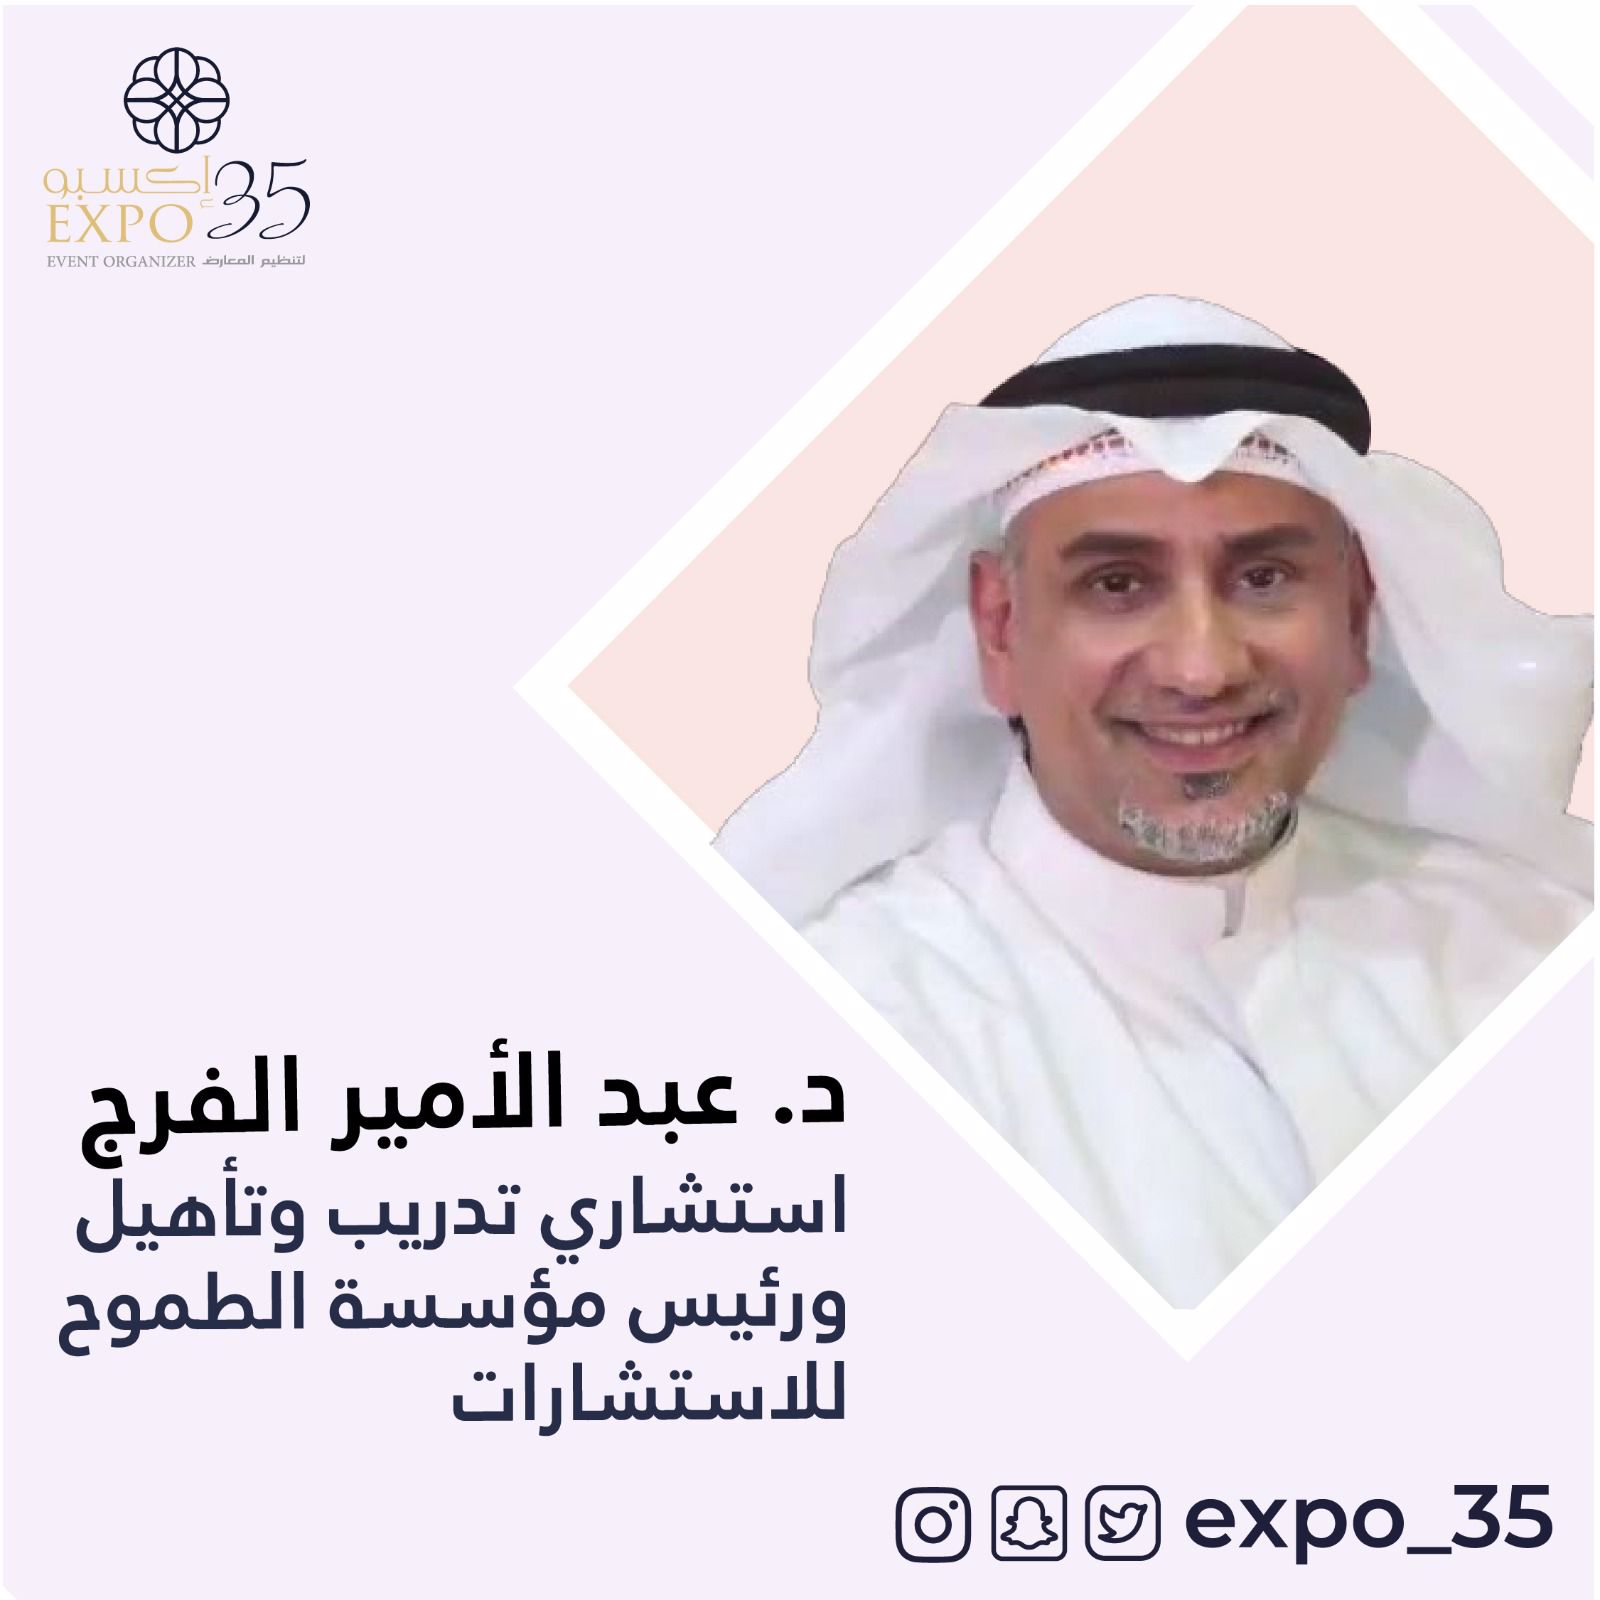 إكسبو 35
EXPO
EVENT ORGANIZER لتنظيم المعارض
د. عبد الأمير الفرج
استشاري تدريب وتأهيل
ورئيس مؤسسة الطموح
للاستشارات
expo_35